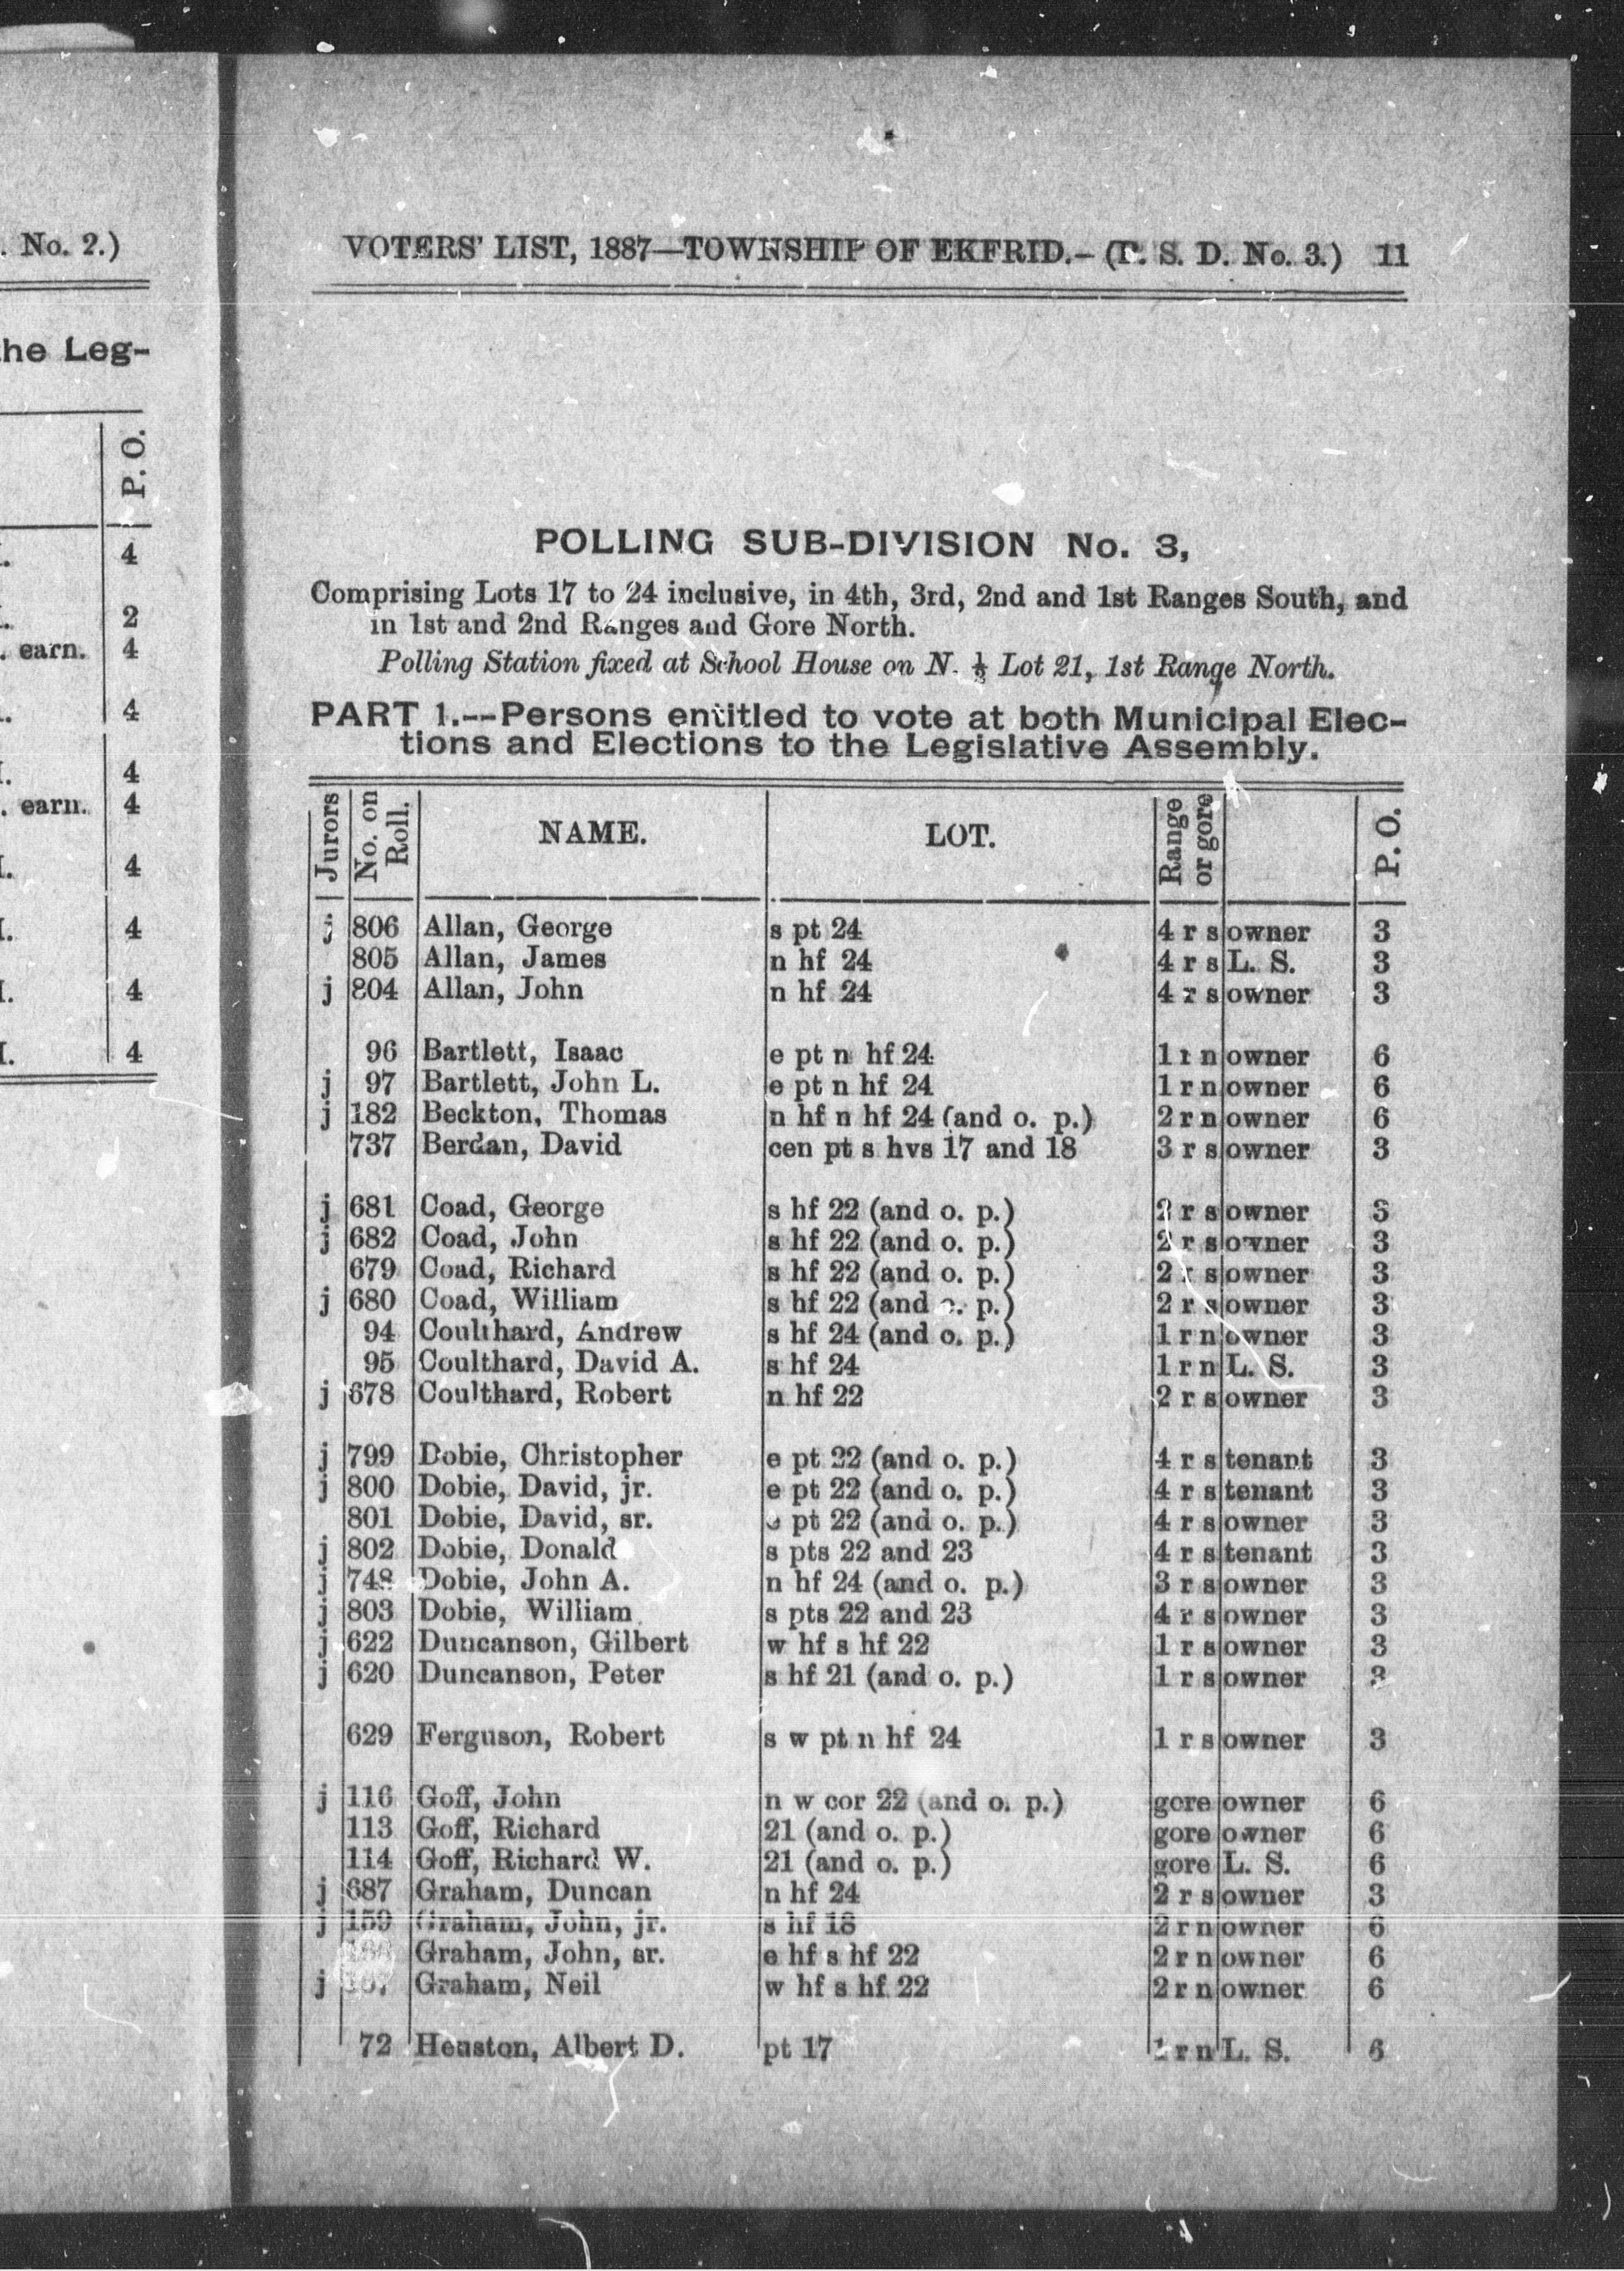 . No. 2.)
he Leg-
P. O.
4
2
. earn. 4
4
4
. earn. 4
4
4
4
4
VOTERS' LIST, 1887—TOWNSHIP OF EKFRID.—(P. S. D. No. 3.) 11
POLLING SUB-DIVISION No. 3,
Comprising Lots 17 to 24 inclusive, in 4th, 3rd, 2nd and 1st Ranges South, and
in 1st and 2nd Ranges and Gore North.
Polling Station fixed at School House on N. Lot 21, 1st Range North.
PART 1.--Persons entitled to vote at both Municipal Elec-
tions and Elections to the Legislative Assembly.
Jurors No. on Roll. NAME. LOT. Range or gore P. O.
j 806 Allan, George s pt 24 4 r s owner 3
805 Allan, James n hf 24 4 r s L. S. 3
j 804 Allan, John n hf 24 4 r s owner 3
96 Bartlett, Isaac e pt n hf 24 1 r n owner 6
j 97 Bartlett, John L. e pt n hf 24 1 r n owner 6
j 182 Beckton, Thomas n hf n hf 24 (and o. p.) 2 r n owner 6
737 Berdan, David cen pt s hvs 17 and 18 3 r s owner 3
j 681 Coad, George s hf 22 (and o. p.) 2 r s owner 3
j 682 Coad, John s hf 22 (and o. p.) 2 r s owner 3
679 Coad, Richard s hf 22 (and o. p.) 2 r s owner 3
j 680 Coad, William s hf 22 (and o. p.) 2 r s owner 3
94 Coulthard, Andrew s hf 24 (and o. p.) 1 r n owner 3
95 Coulthard, David A. s hf 24 1 r n L. S. 3
j 678 Coulthard, Robert n hf 22 2 r s owner 3
j 799 Dobie, Christopher e pt 22 (and o. p.) 4 r s tenant 3
j 800 Dobie, David, jr. e pt 22 (and o. p.) 4 r s tenant 3
801 Dobie, David, sr. e pt 22 (and o. p.) 4 r s owner 3
j 802 Dobie, Donald s pts 22 and 23 4 r s tenant 3
j 748 Dobie, John A. n hf 24 (and o. p.) 3 r s owner 3
j 803 Dobie, William s pts 22 and 23 4 r s owner 3
j 622 Duncanson, Gilbert w hf s hf 22 1 r s owner 3
j 620 Duncanson, Peter s hf 21 (and o. p.) 1 r s owner 3
629 Ferguson, Robert s w pt n hf 24 1 r s owner 3
j 116 Goff, John n w cor 22 (and o. p.) gore owner 6
113 Goff, Richard 21 (and o. p.) gore owner 6
114 Goff, Richard W. 21 (and o. p.) gore L. S. 6
j 687 Graham, Duncan n hf 24 2 r s owner 3
j 159 Graham, John, jr. s hf 18 2 r n owner 6
Graham, John, sr. e hf s hf 22 2 r n owner 6
j Graham, Neil w hf s hf 22 2 r n owner 6
72 Heaston, Albert D. pt 17 1 r n L. S. 6